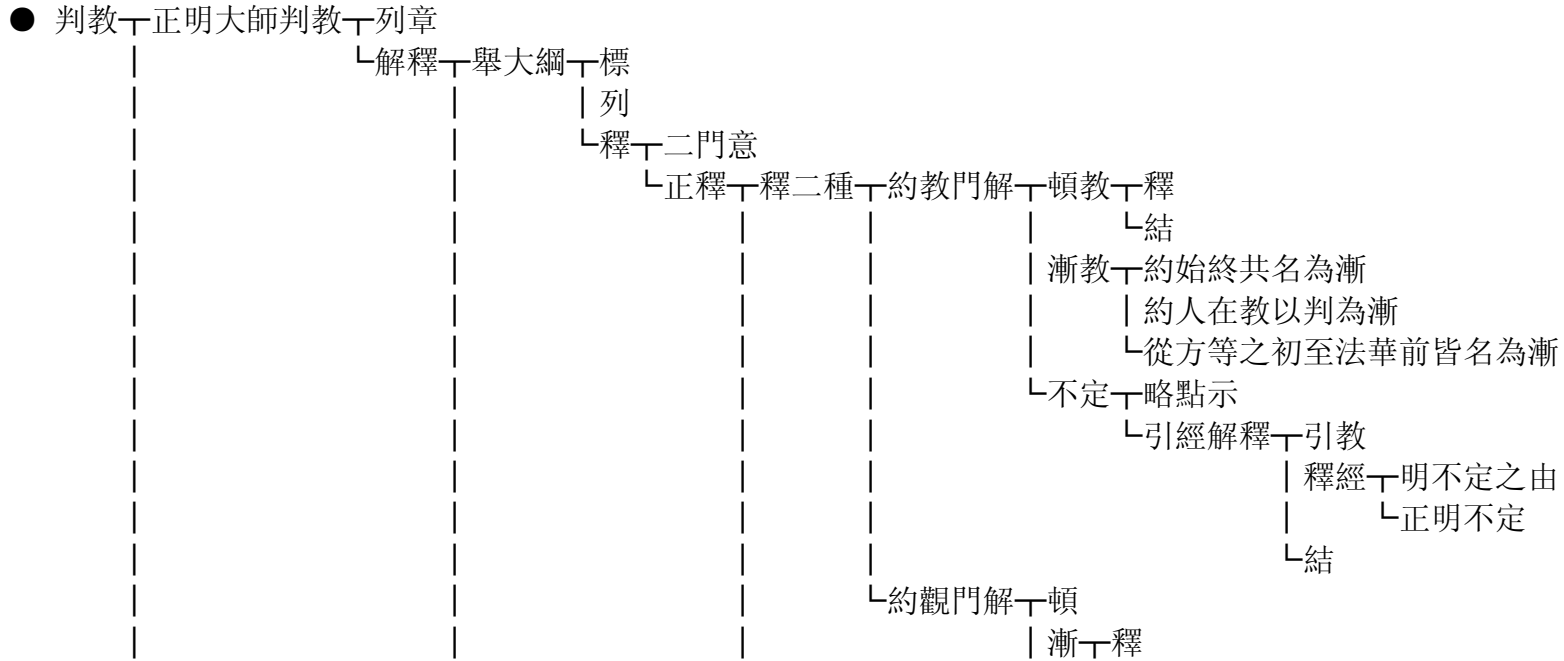 ● 判教┬正明大師判教┬列章
│ └解釋┬舉大綱┬標
│ │ │列
│ │ └釋┬二門意
│ │ └正釋┬釋二種┬約教門解┬頓教┬釋
│ │ │ │ │ └結
│ │ │ │ │漸教┬約始終共名為漸
│ │ │ │ │ │約人在教以判為漸
│ │ │ │ │ └從方等之初至法華前皆名為漸
│ │ │ │ └不定┬略點示
│ │ │ │ └引經解釋┬引教
│ │ │ │ │釋經┬明不定之由
│ │ │ │ │ └正明不定
│ │ │ │ └結
│ │ │ └約觀門解┬頓
│ │ │ │漸┬釋